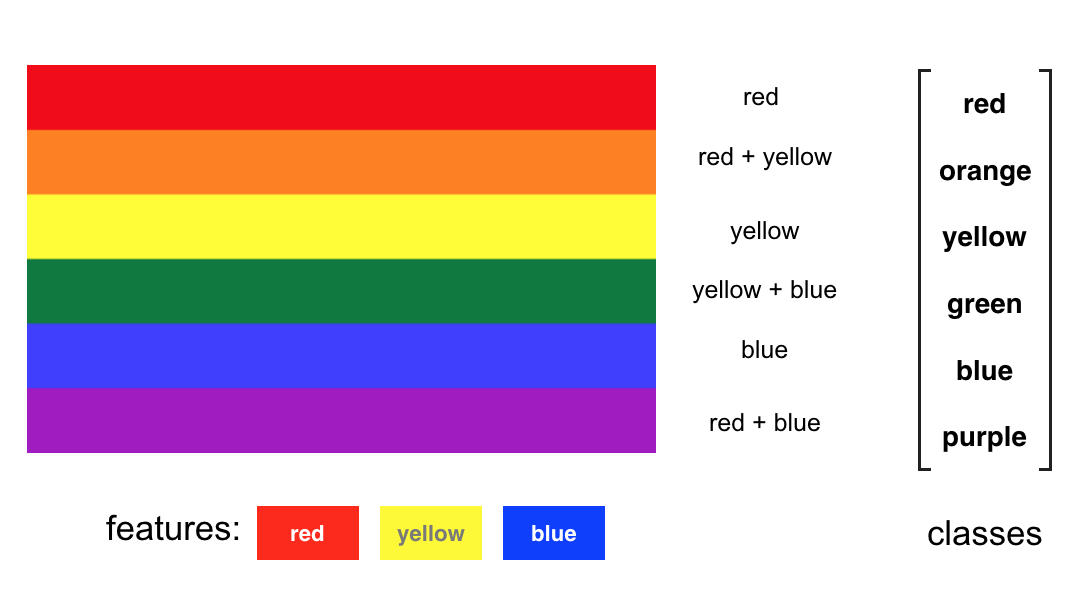 red
red + yellow
yellow
yellow + blue
blue
red + blue
red
orange
yellow
green
blue
purple
features:
red
yellow
blue
classes